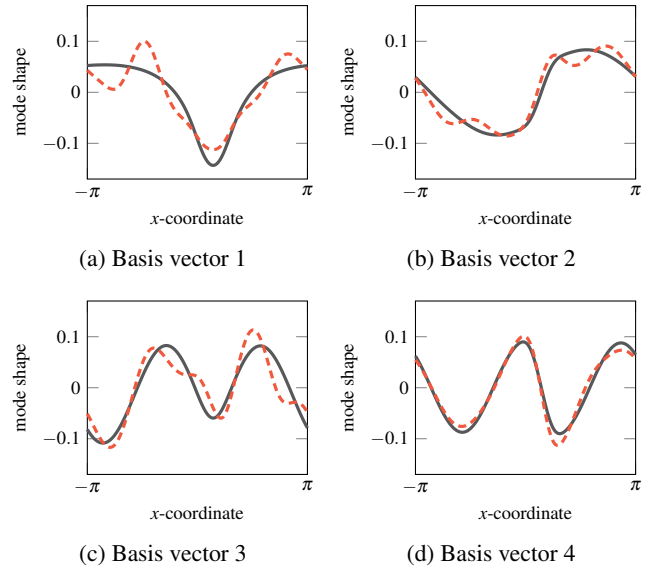 0.1
0
−0.1
mode shape
−π
π
x-coordinate
(a) Basis vector 1
0.1
0
−0.1
mode shape
−π
π
x-coordinate
(b) Basis vector 2
0.1
0
−0.1
mode shape
−π
π
x-coordinate
(c) Basis vector 3
0.1
0
−0.1
mode shape
−π
π
x-coordinate
(d) Basis vector 4